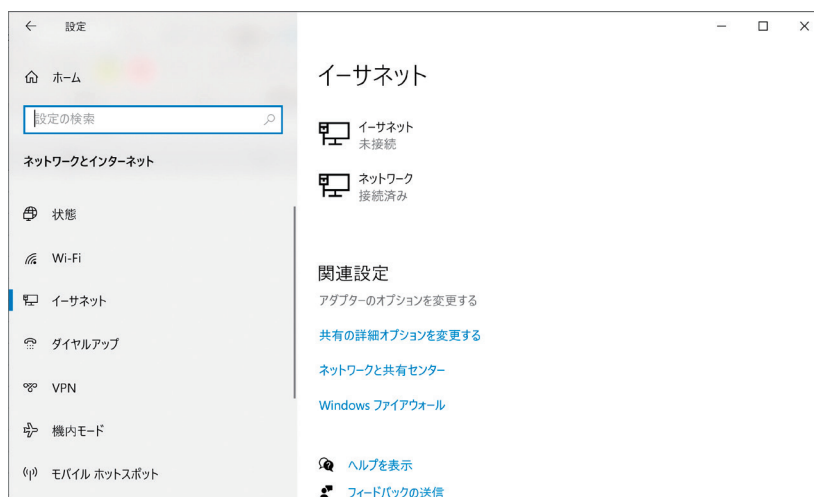 設定
ホーム
設定の検索
ネットワークとインターネット
状態
Wi-Fi
イーサネット
ダイヤルアップ
VPN
機内モード
モバイル ホットスポット
イーサネット
イーサネット
未接続
ネットワーク
接続済み
関連設定
アダプターのオプションを変更する
共有の詳細オプションを変更する
ネットワークと共有センター
Windows ファイアウォール
ヘルプを表示
フィードバックの送信